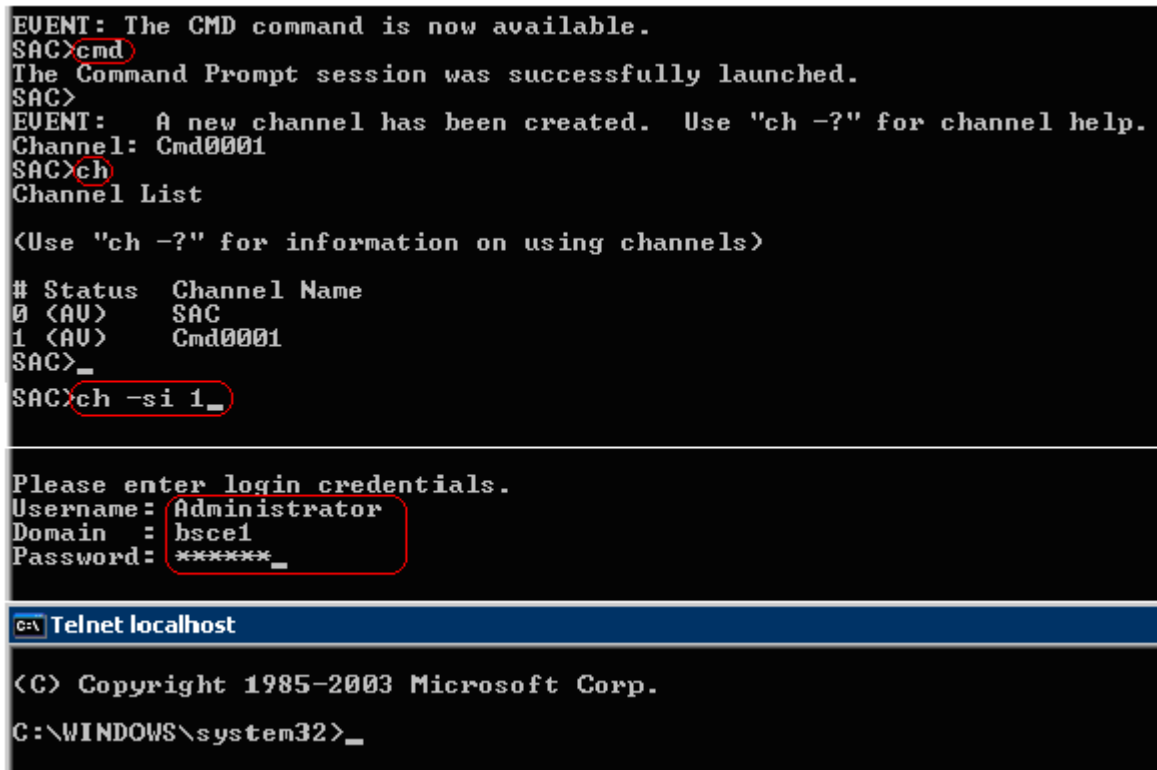 EVENT: The CMD command is now available.
SAC>cmd
The Command Prompt session was successfully launched.
SAC>
EVENT:   A new channel has been created.  Use "ch -?" for channel help.
Channel: Cmd0001
SAC>ch
Channel List
(Use "ch -?" for information on using channels)
# Status  Channel Name
0 (AV)    SAC
1 (AV)    Cmd0001
SAC>_
SAC>ch -si 1_
Please enter login credentials.
Username: Administrator
Domain  : bsce1
Password: ******_
C:\ Telnet localhost
(C) Copyright 1985-2003 Microsoft Corp.
C:\WINDOWS\system32>_